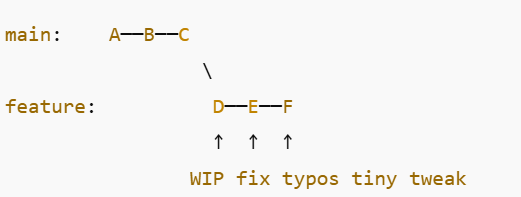 main:    A──B──C
                 \
feature:          D──E──F
                  ↑  ↑  ↑
                WIP fix typos tiny tweak